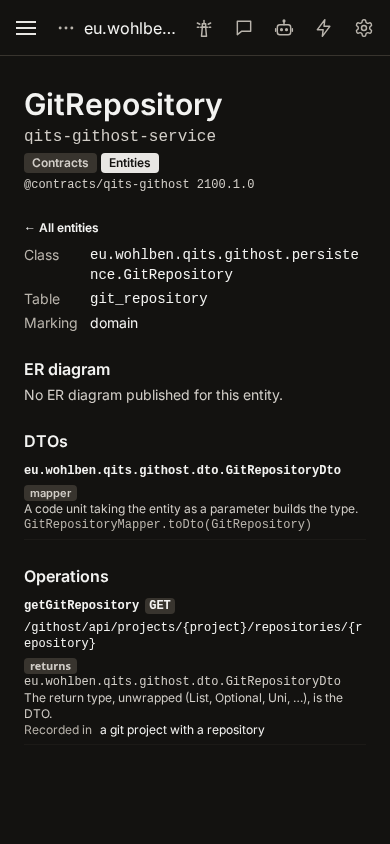 eu.wohlbe...
GitRepository
qits-githost-service
Contracts Entities
@contracts/qits-githost 2100.1.0
← All entities
Class eu.wohlben.qits.githost.persiste
nce.GitRepository
Table git_repository
Marking domain
ER diagram
No ER diagram published for this entity.
DTOs
eu.wohlben.qits.githost.dto.GitRepositoryDto
mapper
A code unit taking the entity as a parameter builds the type.
GitRepositoryMapper.toDto(GitRepository)
Operations
getGitRepository GET
/githost/api/projects/{project}/repositories/{r
epository}
returns
eu.wohlben.qits.githost.dto.GitRepositoryDto
The return type, unwrapped (List, Optional, Uni, ...), is the
DTO.
Recorded in a git project with a repository